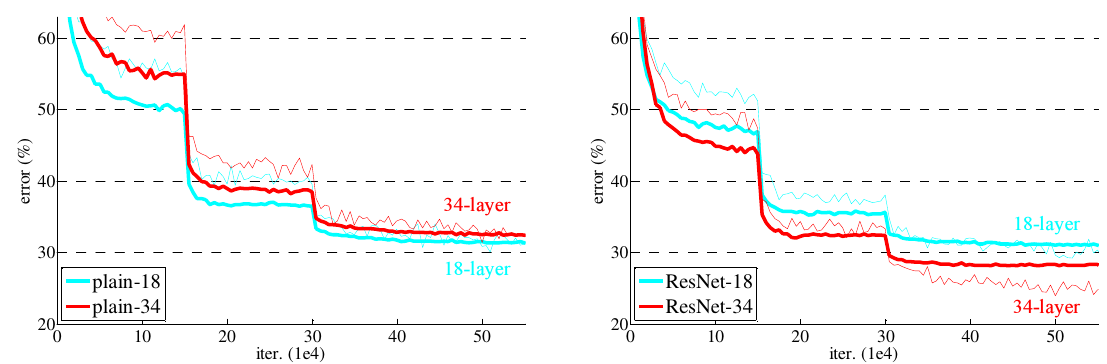 60
50
40
30
20
error (%)
0
10
20
30
40
50
iter. (1e4)
34-layer
18-layer
plain-18
plain-34
60
50
40
30
20
error (%)
0
10
20
30
40
50
iter. (1e4)
18-layer
34-layer
ResNet-18
ResNet-34